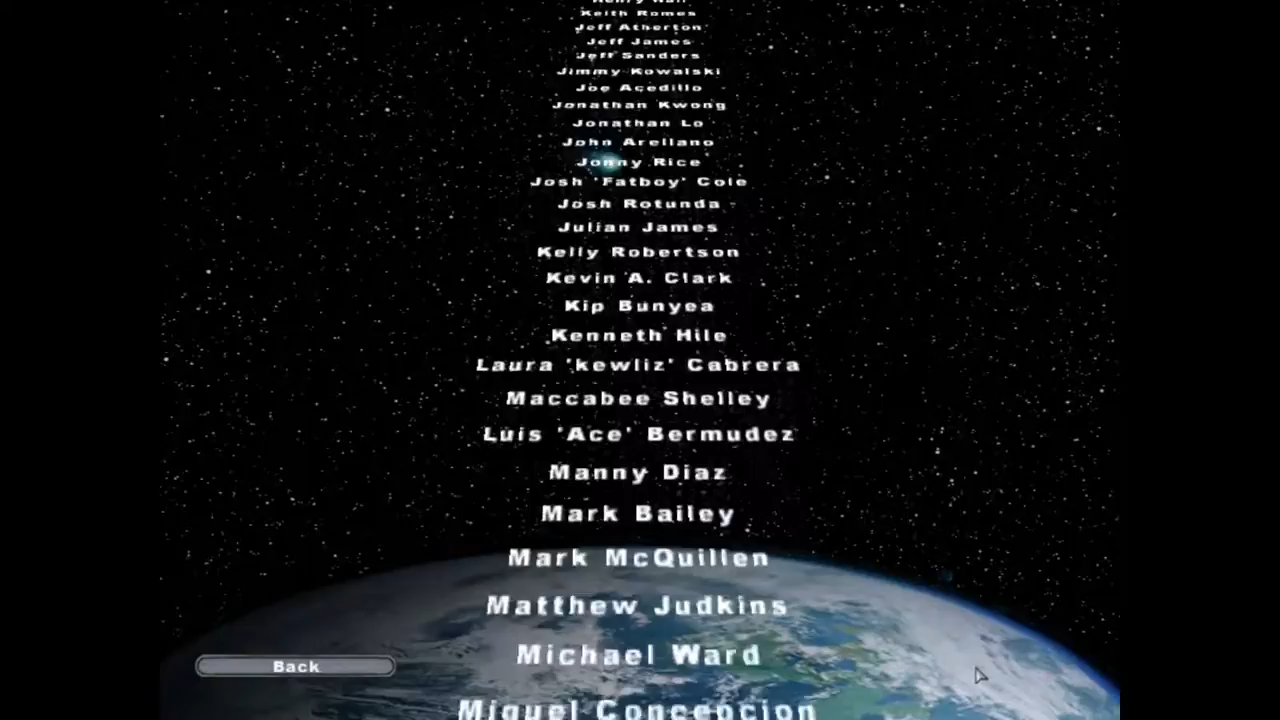 Henry Hall
Keith Romes
Jeff Atherton
Jeff James
Jeff Sanders
Jimmy Kowalski
Joe Acedillo
Jonathan Kwong
Jonathan Lo
John Arellano
Jonny Rice
Josh 'Fatboy' Cole
Josh Rotunda
Julian James
Kelly Robertson
Kevin A. Clark
Kip Bunyea
Kenneth Hile
Laura 'kewliz' Cabrera
Maccabee Shelley
Luis 'Ace' Bermudez
Manny Diaz
Mark Bailey
Mark McQuillen
Matthew Judkins
Michael Ward
Back
Miguel Concepcion